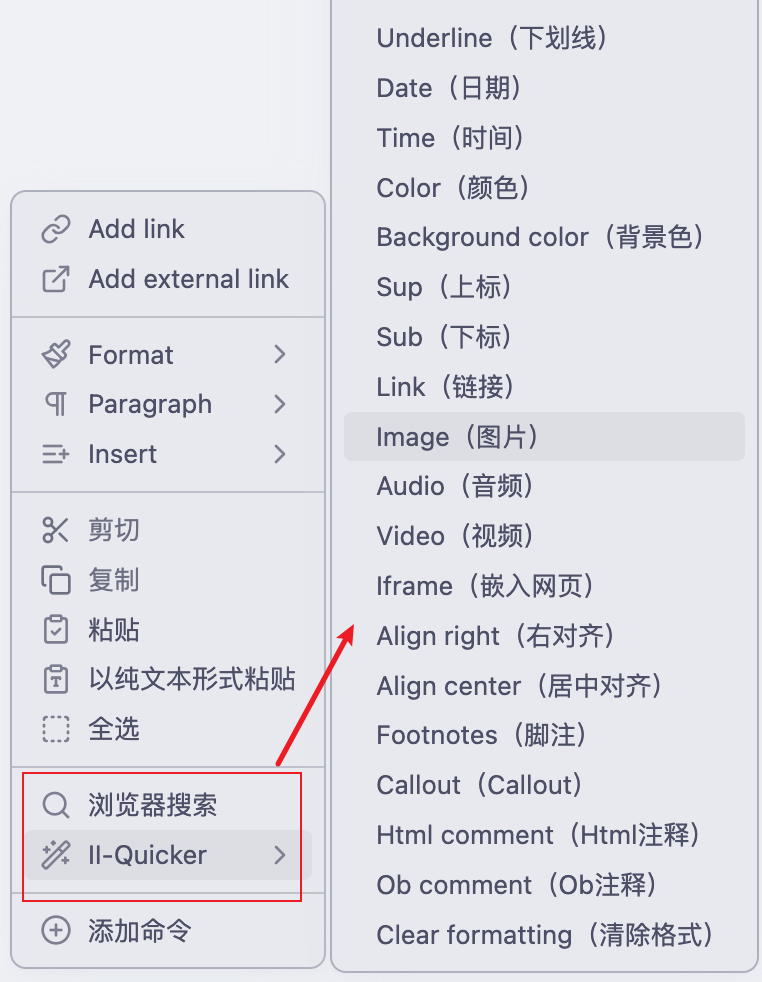 Add link
Add external link
Format
Paragraph
Insert
剪切
复制
粘贴
以纯文本形式粘贴
全选
浏览器搜索
II-Quicker
添加命令
Underline（下划线）
Date（日期）
Time（时间）
Color（颜色）
Background color（背景色）
Sup（上标）
Sub（下标）
Link（链接）
Image（图片）
Audio（音频）
Video（视频）
Iframe（嵌入网页）
Align right（右对齐）
Align center（居中对齐）
Footnotes（脚注）
Callout（Callout）
Html comment（Html注释）
Ob comment（Ob注释）
Clear formatting（清除格式）